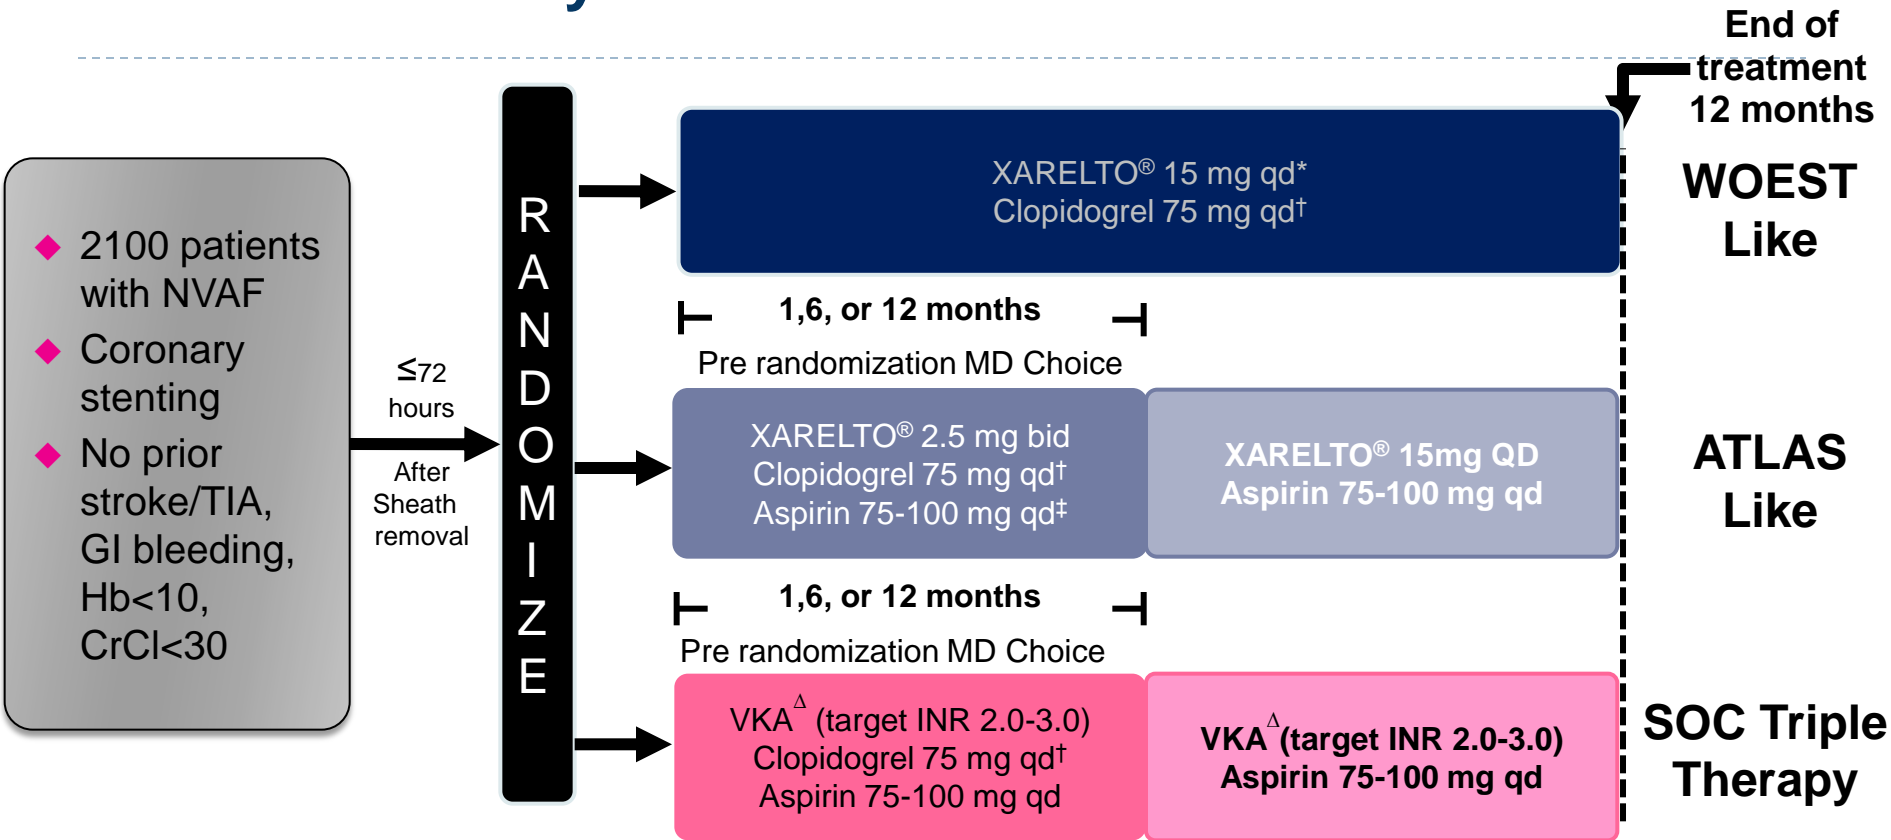 End of
treatment
12 months
2100 patients
with NVAF
Coronary
stenting
No prior
stroke/TIA,
GI bleeding,
Hb<10,
CrCl<30
≤72
hours
After
Sheath
removal
R
A
N
D
O
M
I
Z
E
XARELTO® 15 mg qd*
Clopidogrel 75 mg qd†
WOEST
Like
1,6, or 12 months
Pre randomization MD Choice
XARELTO® 2.5 mg bid
Clopidogrel 75 mg qd†
Aspirin 75-100 mg qd‡
XARELTO® 15mg QD
Aspirin 75-100 mg qd
ATLAS
Like
1,6, or 12 months
Pre randomization MD Choice
VKA∆ (target INR 2.0-3.0)
Clopidogrel 75 mg qd†
Aspirin 75-100 mg qd
VKA∆(target INR 2.0-3.0)
Aspirin 75-100 mg qd
SOC Triple
Therapy